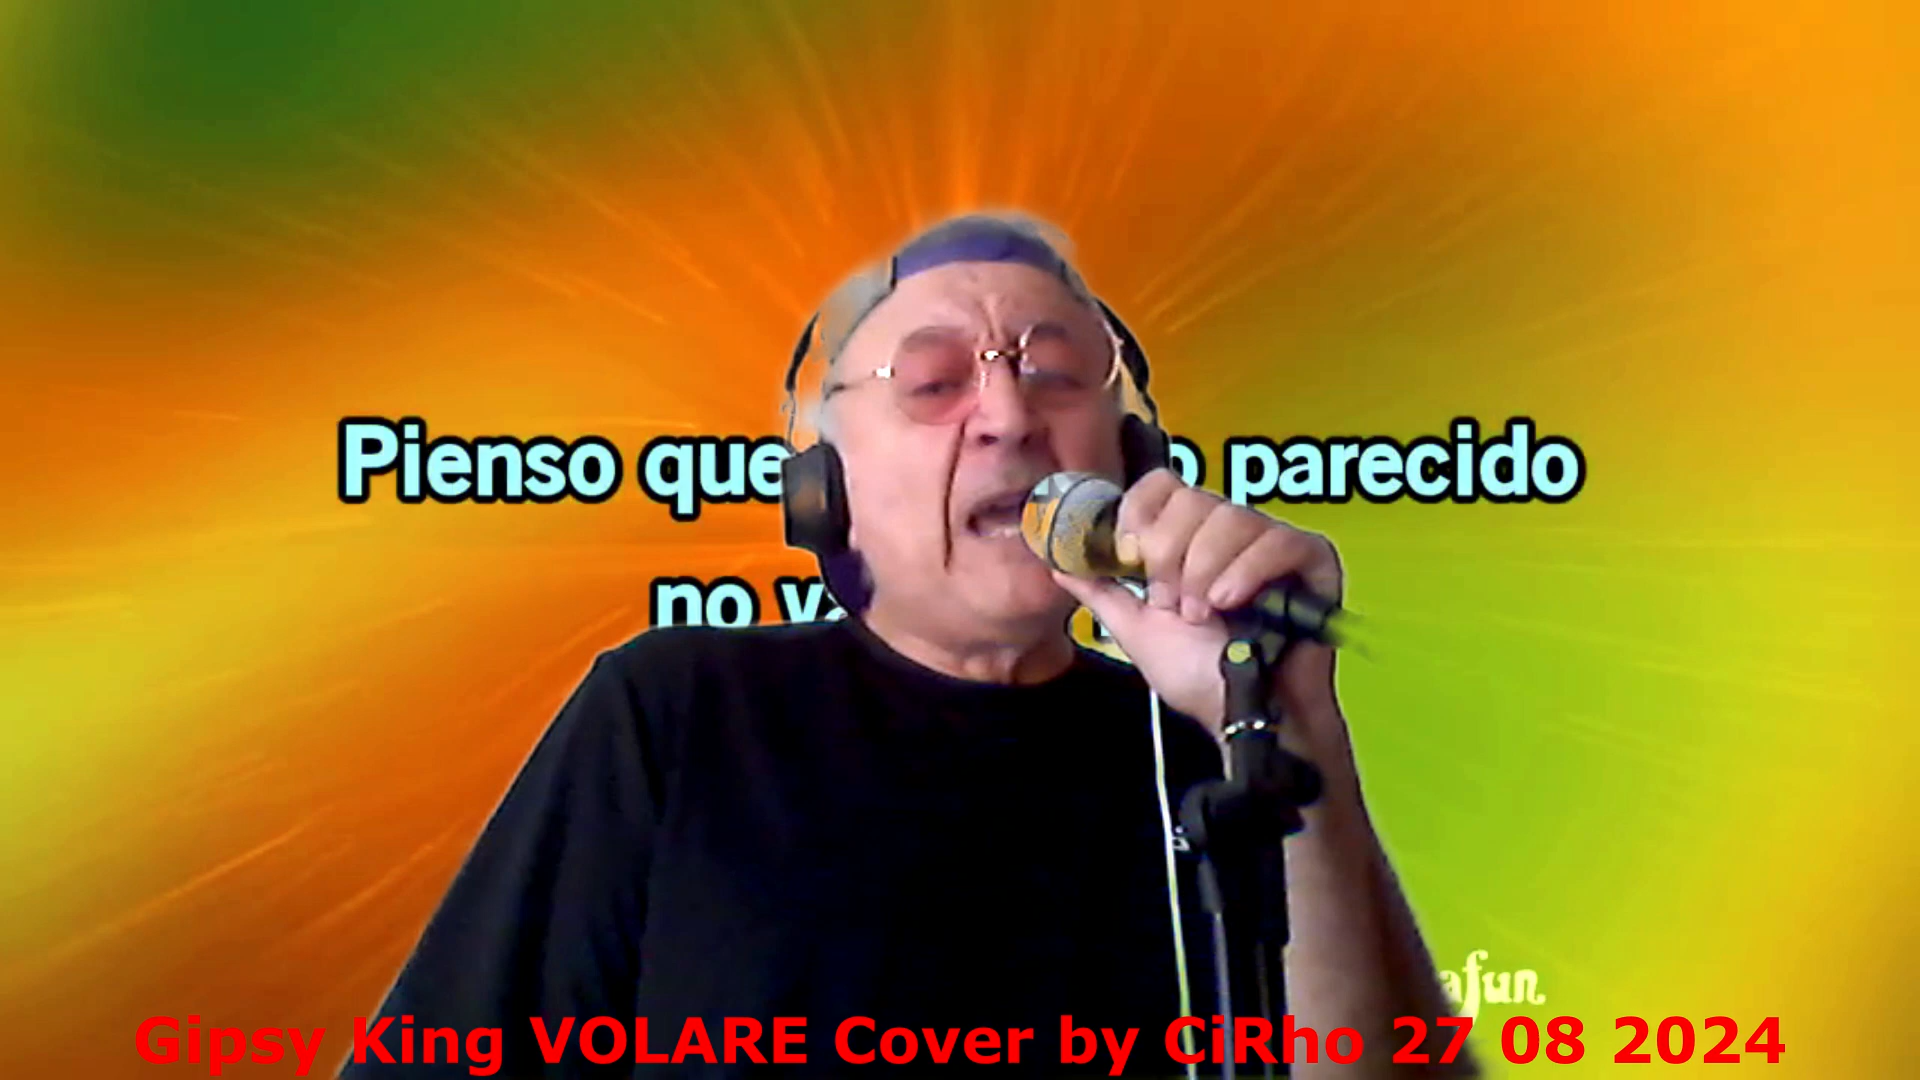 Pienso que parecido
no
afun
Gipsy King VOLARE Cover by CiRho 27 08 2024